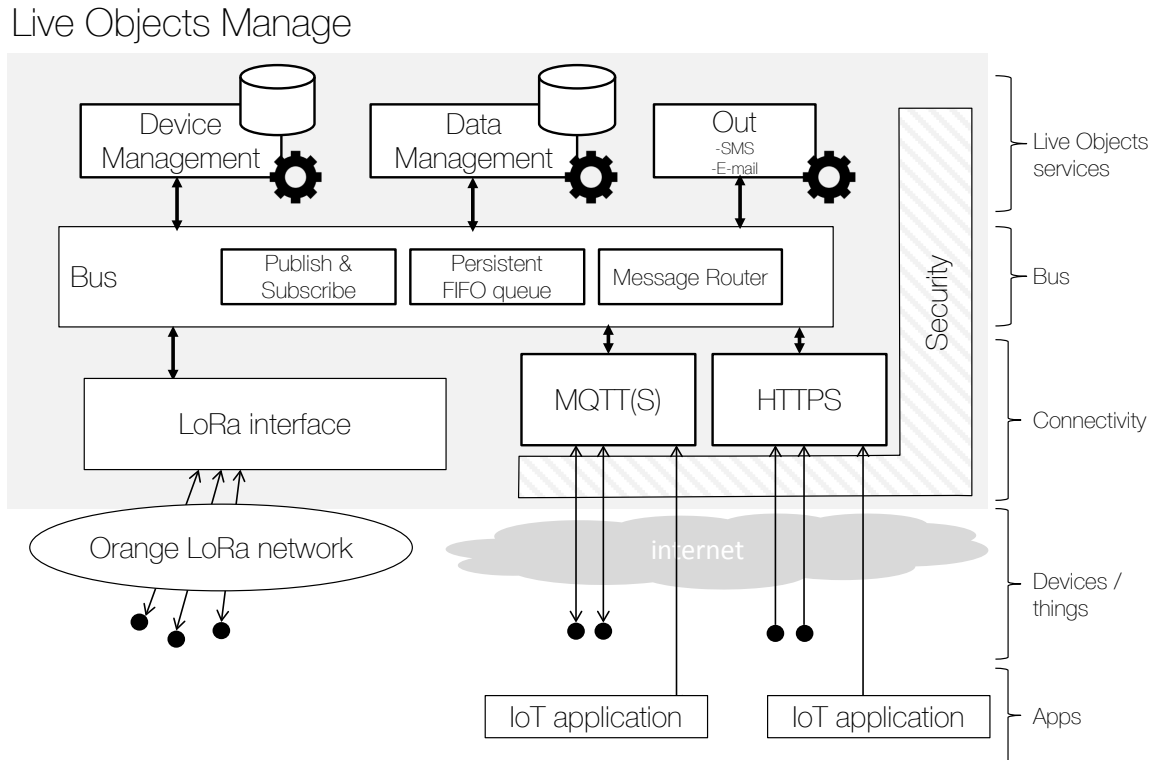 Live Objects Manage
Device
Management
Data
Management
Out
-SMS
-E-mail
Live Objects
services
Bus
Publish &
Subscribe
Persistent
FIFO queue
Message Router
Bus
Security
LoRa interface
MQTT(S)
HTTPS
Connectivity
Orange LoRa network
internet
Devices /
things
IoT application
IoT application
Apps